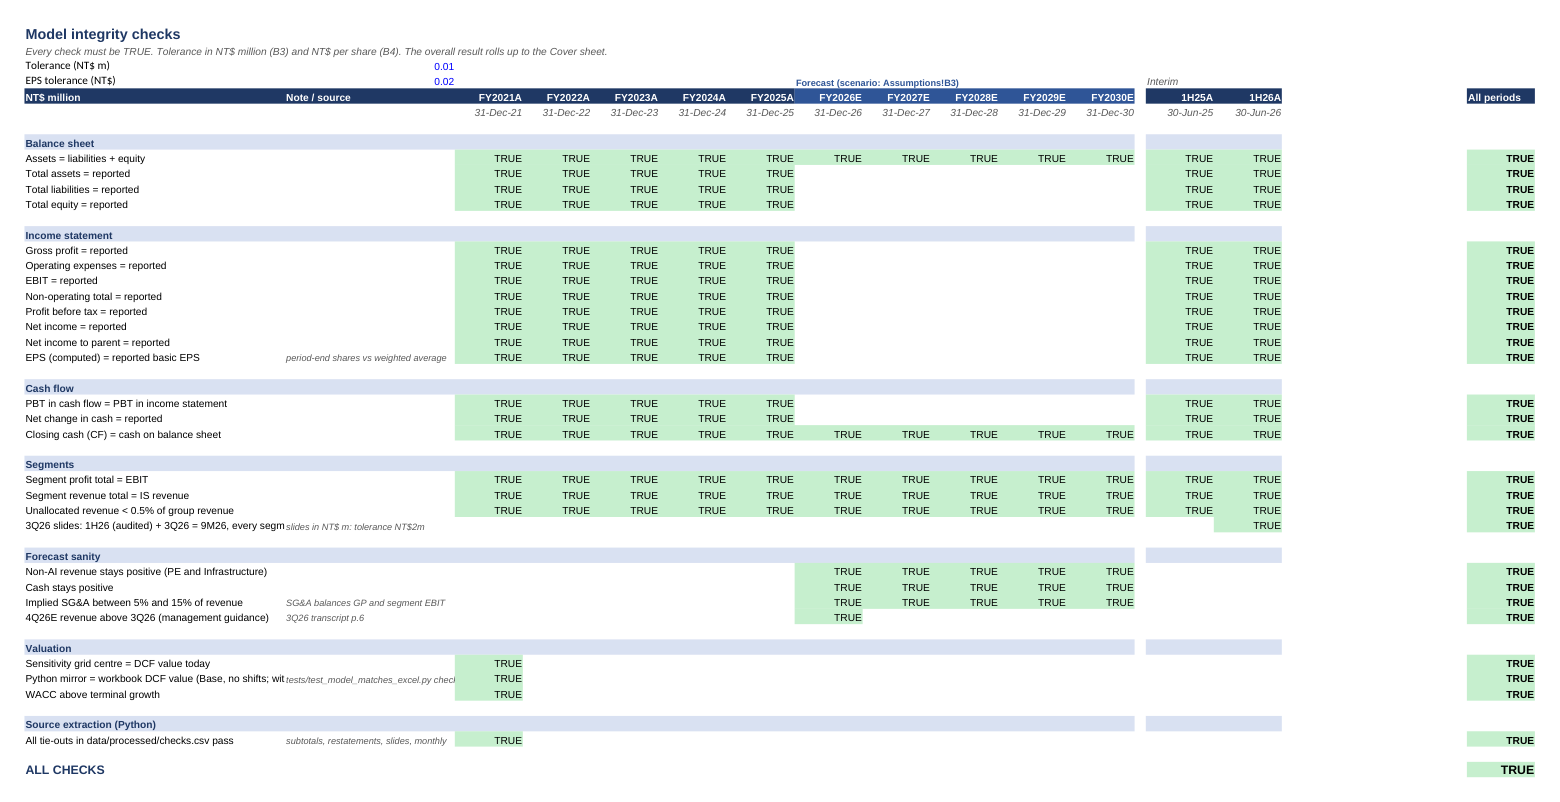 Model integrity checks
Every check must be TRUE. Tolerance in NT$ million (B3) and NT$ per share (B4). The overall result rolls up to the Cover sheet.
Tolerance (NT$ m) 0.01
EPS tolerance (NT$) 0.02 Forecast (scenario: Assumptions!B3) Interim
NT$ million Note / source FY2021A FY2022A FY2023A FY2024A FY2025A FY2026E FY2027E FY2028E FY2029E FY2030E 1H25A 1H26A All periods
31-Dec-21 31-Dec-22 31-Dec-23 31-Dec-24 31-Dec-25 31-Dec-26 31-Dec-27 31-Dec-28 31-Dec-29 31-Dec-30 30-Jun-25 30-Jun-26
Balance sheet
Assets = liabilities + equity TRUE TRUE TRUE TRUE TRUE TRUE TRUE TRUE TRUE TRUE TRUE TRUE TRUE
Total assets = reported TRUE TRUE TRUE TRUE TRUE TRUE TRUE TRUE
Total liabilities = reported TRUE TRUE TRUE TRUE TRUE TRUE TRUE TRUE
Total equity = reported TRUE TRUE TRUE TRUE TRUE TRUE TRUE TRUE
Income statement
Gross profit = reported TRUE TRUE TRUE TRUE TRUE TRUE TRUE TRUE
Operating expenses = reported TRUE TRUE TRUE TRUE TRUE TRUE TRUE TRUE
EBIT = reported TRUE TRUE TRUE TRUE TRUE TRUE TRUE TRUE
Non-operating total = reported TRUE TRUE TRUE TRUE TRUE TRUE TRUE TRUE
Profit before tax = reported TRUE TRUE TRUE TRUE TRUE TRUE TRUE TRUE
Net income = reported TRUE TRUE TRUE TRUE TRUE TRUE TRUE TRUE
Net income to parent = reported TRUE TRUE TRUE TRUE TRUE TRUE TRUE TRUE
EPS (computed) = reported basic EPS period-end shares vs weighted average TRUE TRUE TRUE TRUE TRUE TRUE TRUE TRUE
Cash flow
PBT in cash flow = PBT in income statement TRUE TRUE TRUE TRUE TRUE TRUE TRUE TRUE
Net change in cash = reported TRUE TRUE TRUE TRUE TRUE TRUE TRUE TRUE
Closing cash (CF) = cash on balance sheet TRUE TRUE TRUE TRUE TRUE TRUE TRUE TRUE TRUE TRUE TRUE TRUE TRUE
Segments
Segment profit total = EBIT TRUE TRUE TRUE TRUE TRUE TRUE TRUE TRUE TRUE TRUE TRUE TRUE TRUE
Segment revenue total = IS revenue TRUE TRUE TRUE TRUE TRUE TRUE TRUE TRUE TRUE TRUE TRUE TRUE TRUE
Unallocated revenue < 0.5% of group revenue TRUE TRUE TRUE TRUE TRUE TRUE TRUE TRUE TRUE TRUE TRUE TRUE TRUE
3Q26 slides: 1H26 (audited) + 3Q26 = 9M26, every segm slides in NT$ m: tolerance NT$2m TRUE TRUE
Forecast sanity
Non-AI revenue stays positive (PE and Infrastructure) TRUE TRUE TRUE TRUE TRUE TRUE
Cash stays positive TRUE TRUE TRUE TRUE TRUE TRUE
Implied SG&A between 5% and 15% of revenue SG&A balances GP and segment EBIT TRUE TRUE TRUE TRUE TRUE TRUE
4Q26E revenue above 3Q26 (management guidance) 3Q26 transcript p.6 TRUE TRUE
Valuation
Sensitivity grid centre = DCF value today TRUE TRUE
Python mirror = workbook DCF value (Base, no shifts; wit tests/test_model_matches_excel.py chec TRUE TRUE
WACC above terminal growth TRUE TRUE
Source extraction (Python)
All tie-outs in data/processed/checks.csv pass subtotals, restatements, slides, monthly TRUE TRUE
ALL CHECKS TRUE